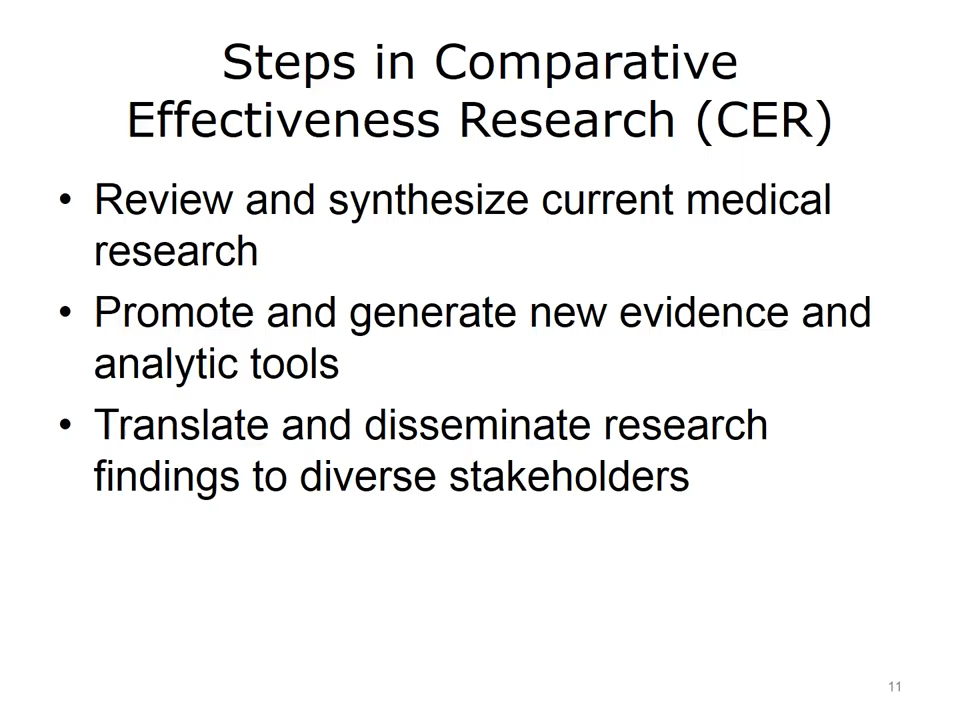 Steps in Comparative
Effectiveness Research (CER)
• Review and synthesize current medical
research
• Promote and generate new evidence and
analytic tools
• Translate and disseminate research
findings to diverse stakeholders
11